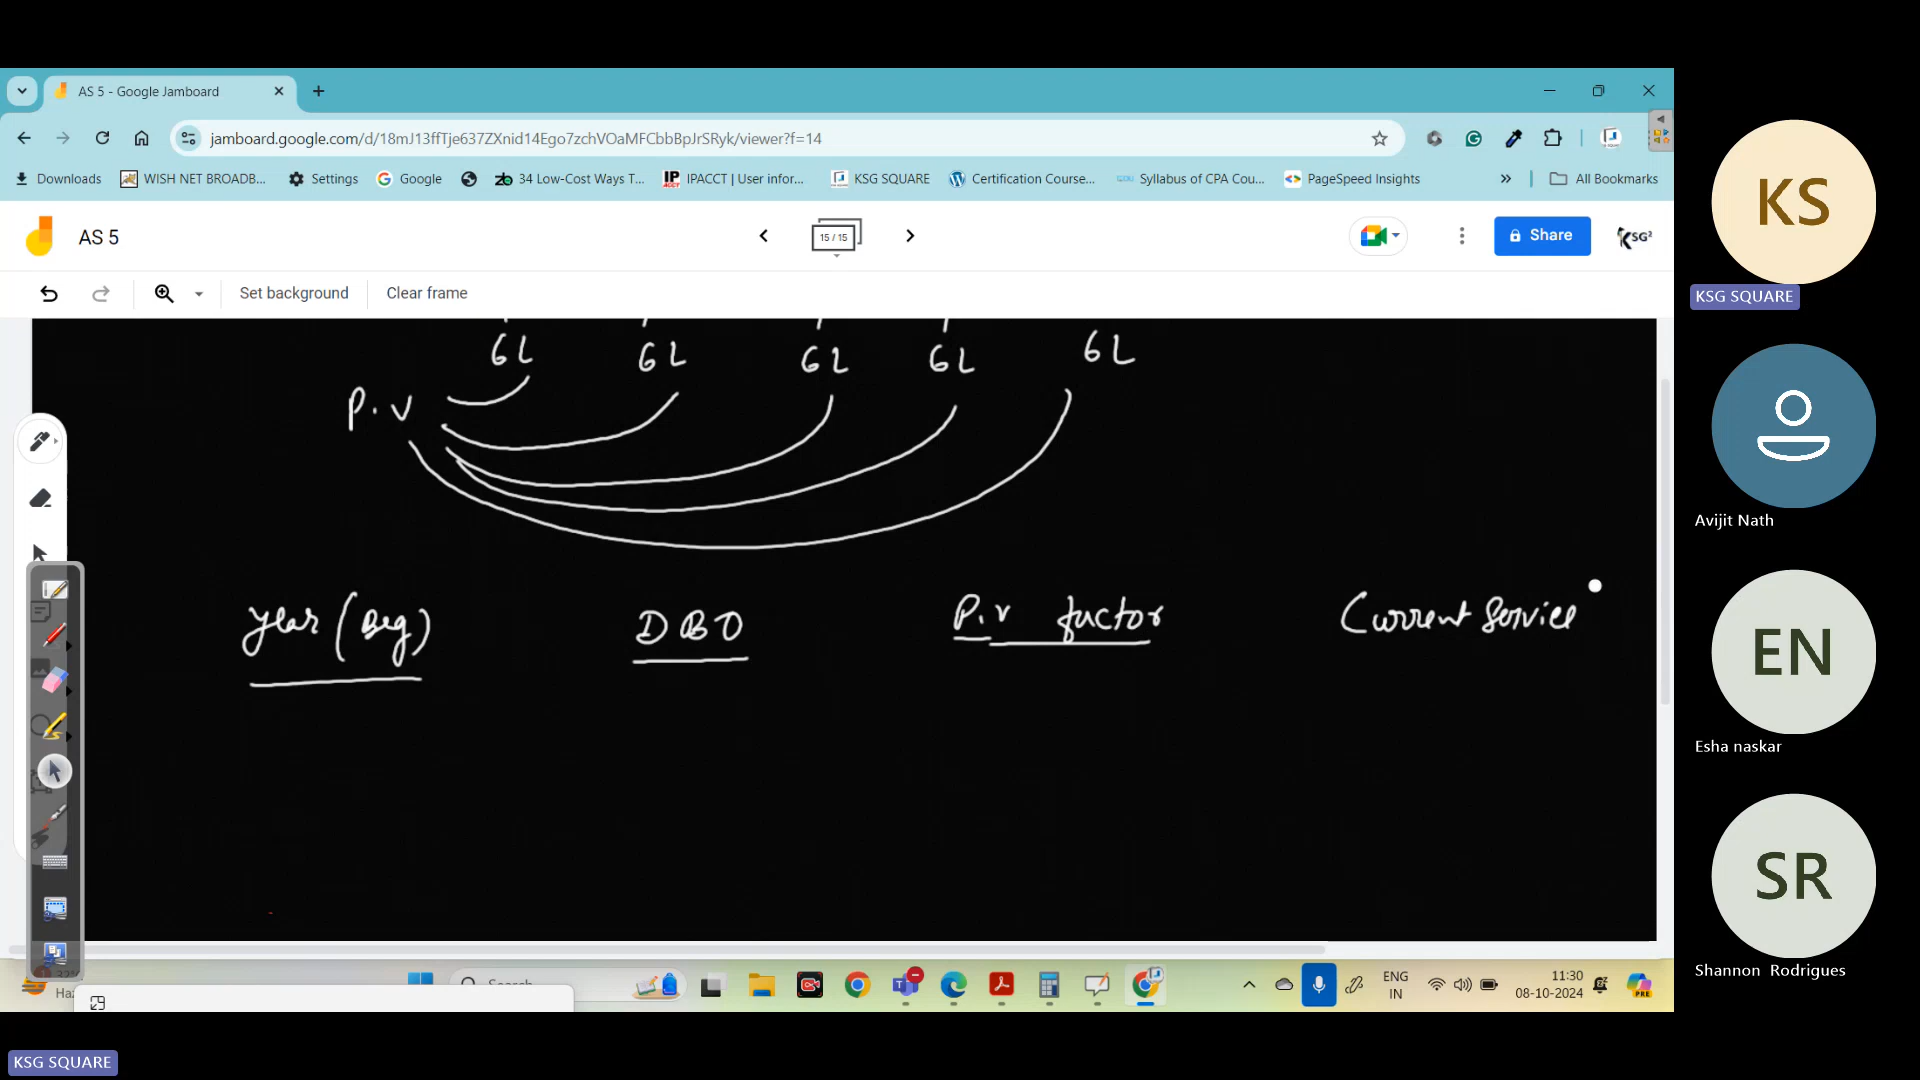 AS 5 - Google Jamboard
jamboard.google.com/d/18mJ13ffTje637ZXnid14Ego7zchVOaMFCbbBpJrSRyk/viewer?f=14
Downloads WISH NET BROADB... Settings Google 34 Low-Cost Ways T... IPACCT | User infor... KSG SQUARE Certification Course... Syllabus of CPA Cou... PageSpeed Insights » All Bookmarks
AS 5 15 / 15 Share KSG²
Set background Clear frame
6L 6L 6L 6L 6L
P.V
year (Beg) DBO P.V factor Current Service
KS
KSG SQUARE
Avijit Nath
EN
Esha naskar
SR
Shannon Rodrigues
Search ENG 11:30
IN 08-10-2024
KSG SQUARE